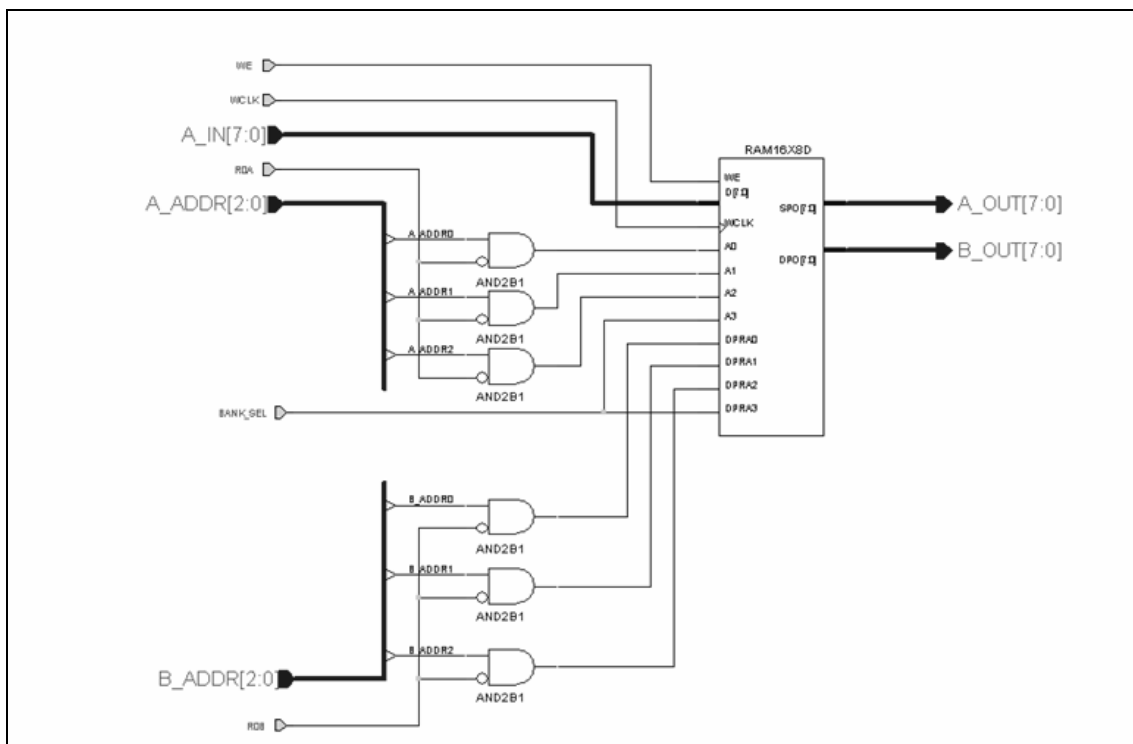 WE
WCLK
A_IN[7:0]
R0A
A_ADDR[2:0]
A_ADDR0
AND2B1
A_ADDR1
AND2B1
A_ADDR2
AND2B1
BANK_SEL
RAM16X8D
WE
D[7:0]
WCLK
A0
A1
A2
A3
DPRA0
DPRA1
DPRA2
DPRA3
SPO[7:0]
DPO[7:0]
A_OUT[7:0]
B_OUT[7:0]
B_ADDR0
AND2B1
B_ADDR1
AND2B1
B_ADDR2
AND2B1
B_ADDR[2:0]
R0B